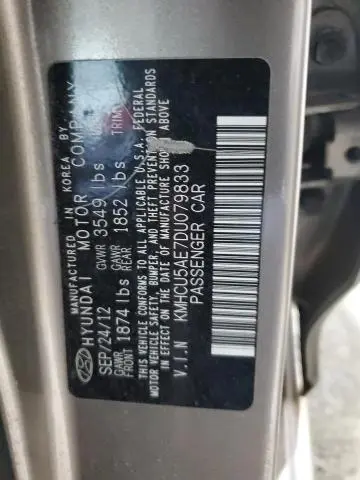 MANUFACTURED IN KOREA BY
HYUNDAI MOTOR COMPANY
SEP/24/12 GVWR 3549 lbs
GAWR FRONT 1874 lbs GAWR REAR 1852 lbs TRIM
THIS VEHICLE CONFORMS TO ALL APPLICABLE U.S.A. FEDERAL
MOTOR VEHICLE SAFETY, BUMPER, AND THEFT PREVENTION STANDARDS
IN EFFECT ON THE DATE OF MANUFACTURE SHOWN ABOVE
V.I.N KMHCU5AE7DU079833
PASSENGER CAR